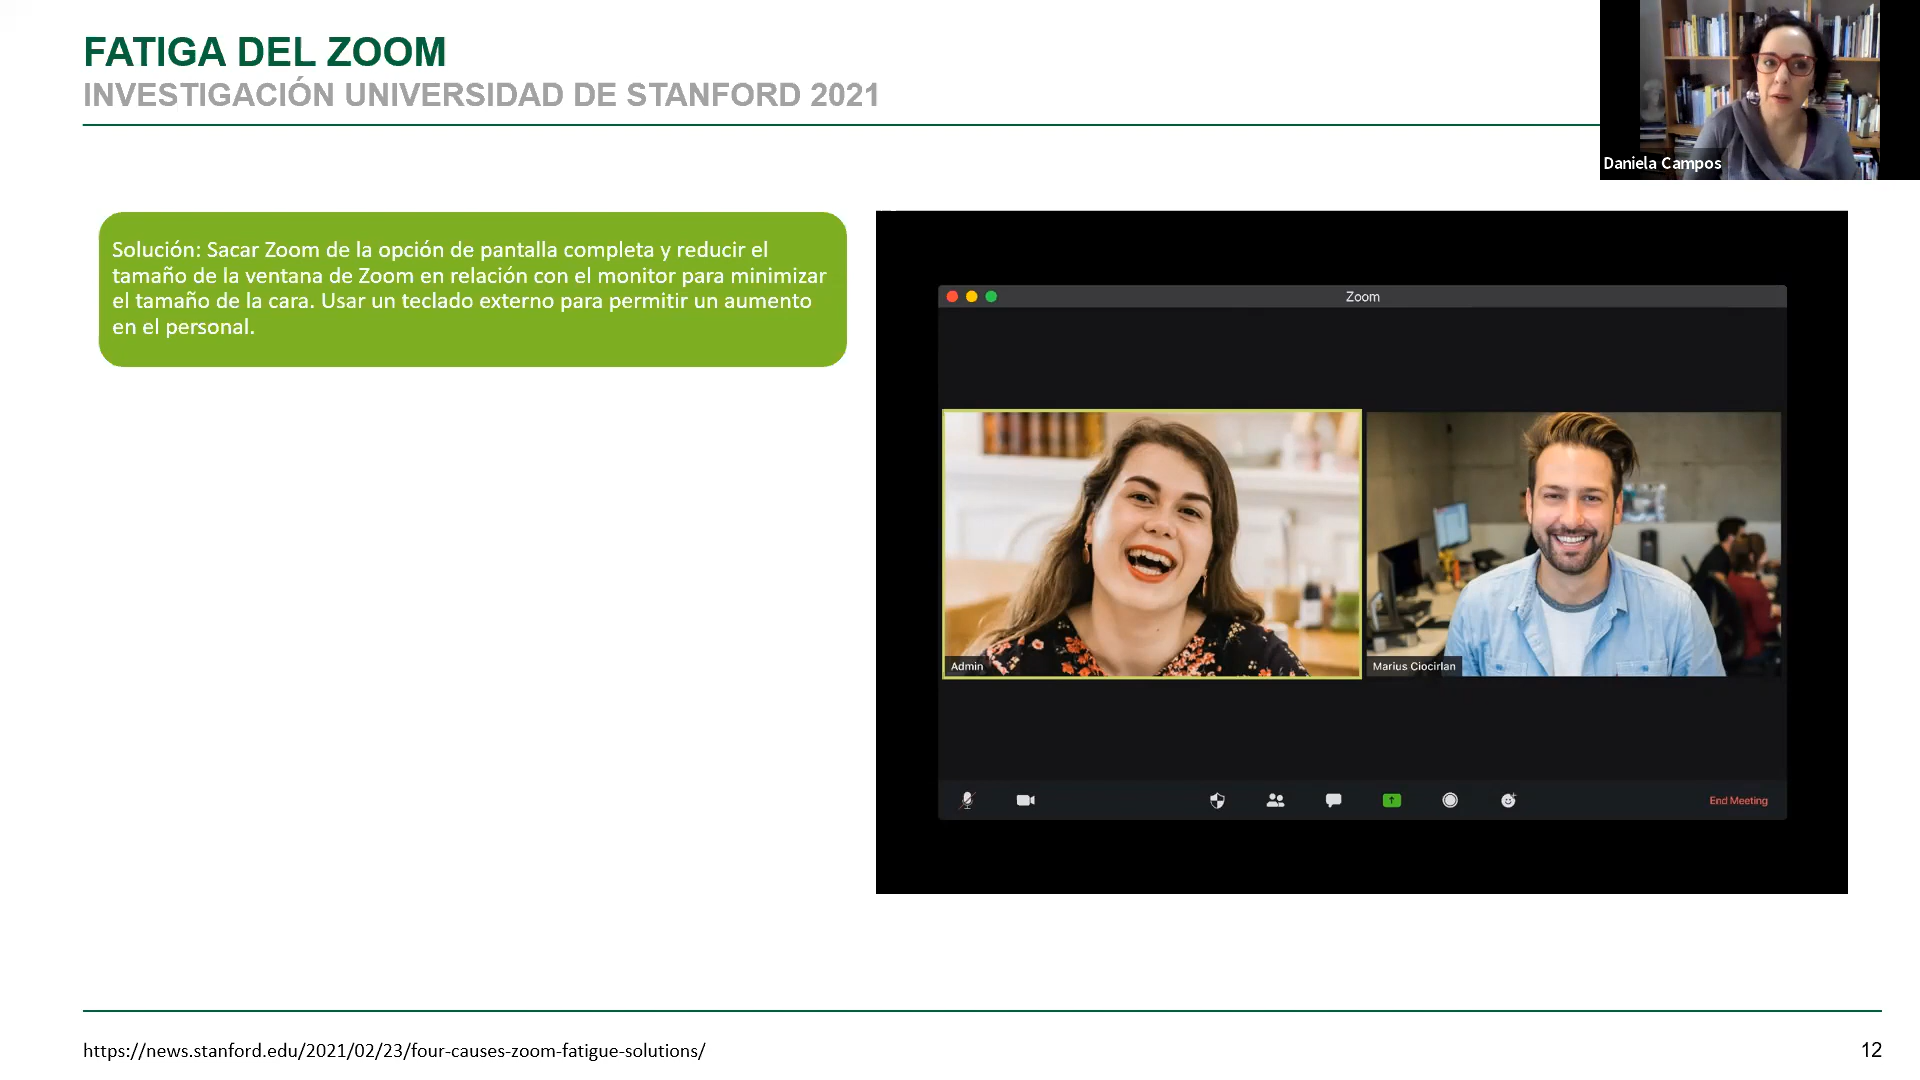 FATIGA DEL ZOOM
INVESTIGACIÓN UNIVERSIDAD DE STANFORD 2021
Daniela Campos
Solución: Sacar Zoom de la opción de pantalla completa y reducir el
tamaño de la ventana de Zoom en relación con el monitor para minimizar
el tamaño de la cara. Usar un teclado externo para permitir un aumento
en el personal.
Zoom
Admin
Marius Ciocirlan
End Meeting
https://news.stanford.edu/2021/02/23/four-causes-zoom-fatigue-solutions/
12